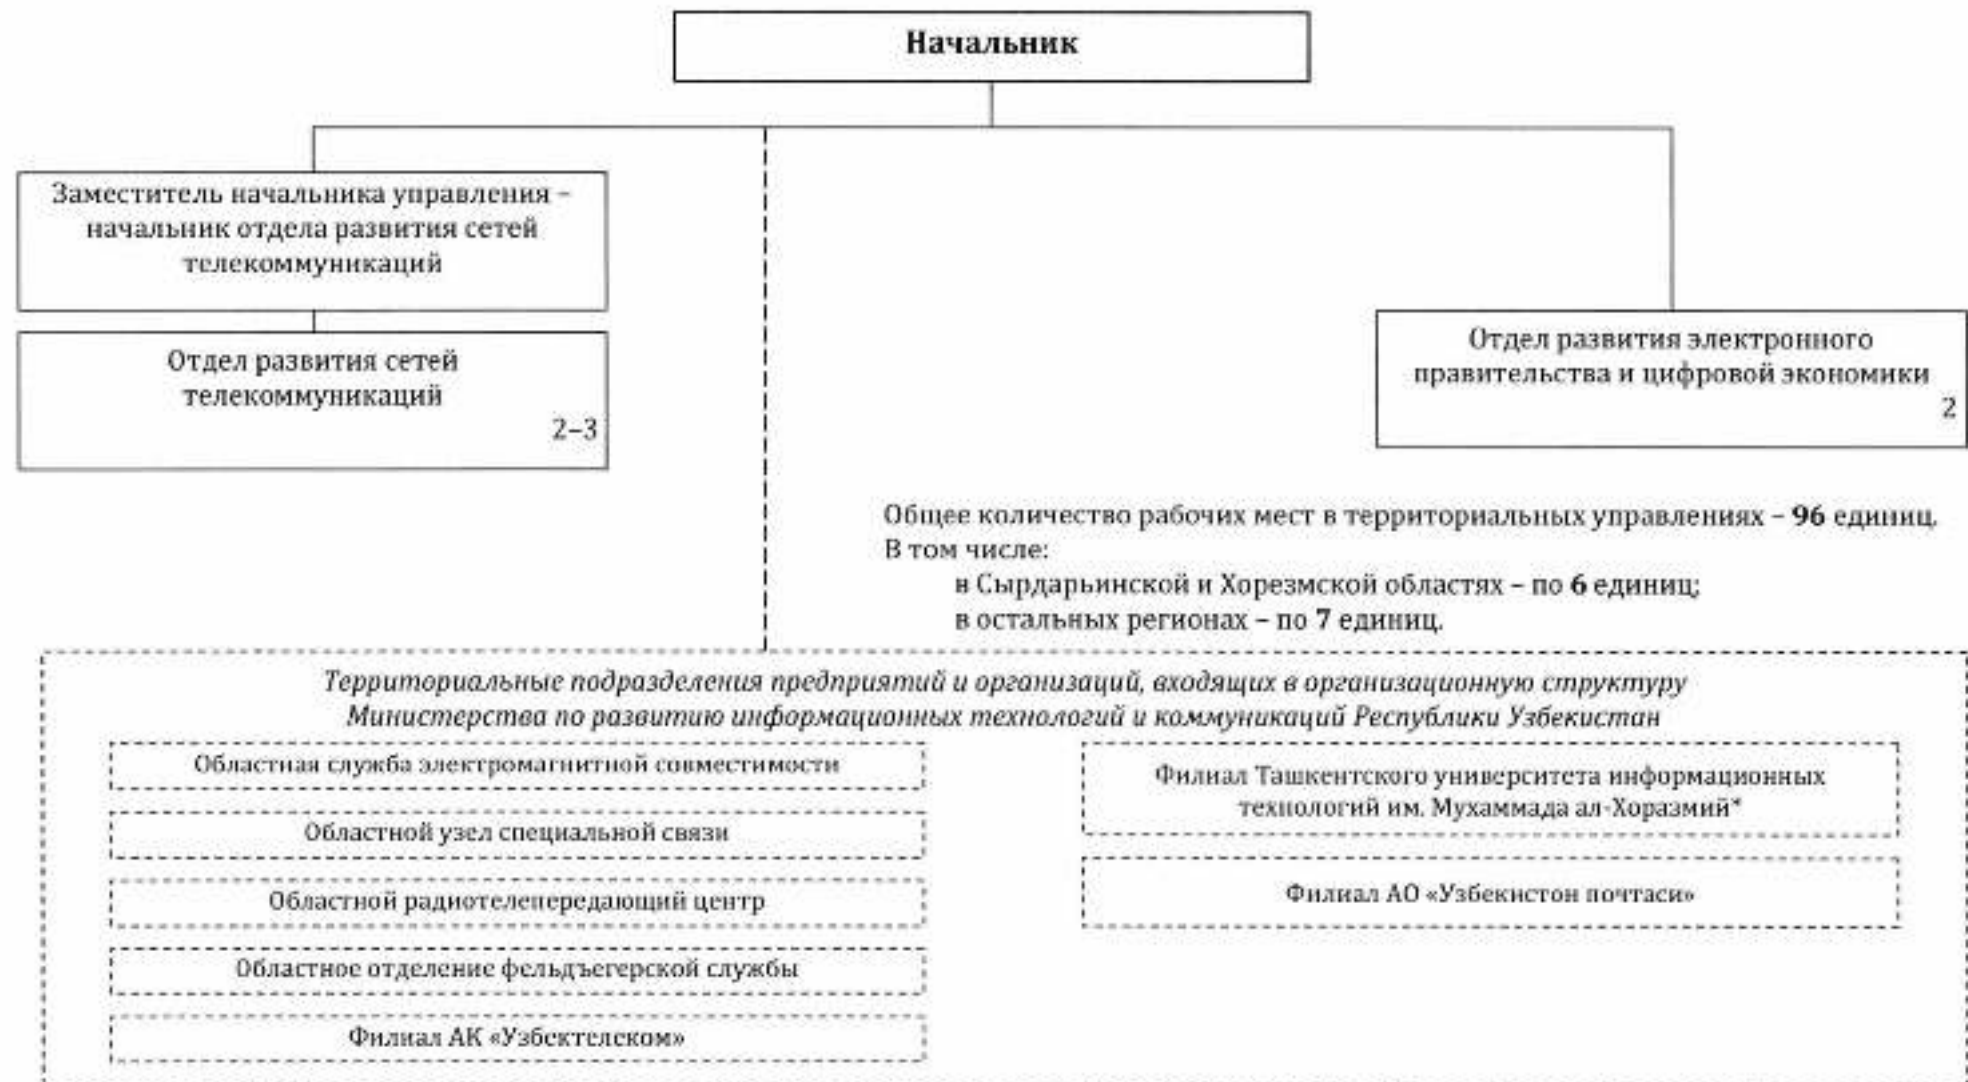 Начальник
Заместитель начальника управления –
начальник отдела развития сетей
телекоммуникаций
Отдел развития сетей
телекоммуникаций
2–3
Отдел развития электронного
правительства и цифровой экономики
2
Общее количество рабочих мест в территориальных управлениях – 96 единиц.
В том числе:
в Сырдарьинской и Хорезмской областях – по 6 единиц;
в остальных регионах – по 7 единиц.
Территориальные подразделения предприятий и организаций, входящих в организационную структуру
Министерства по развитию информационных технологий и коммуникаций Республики Узбекистан
Областная служба электромагнитной совместимости
Областной узел специальной связи
Областной радиотелепередающий центр
Областное отделение фельдъегерской службы
Филиал АК «Узбектелеком»
Филиал Ташкентского университета информационных
технологий им. Мухаммада ал-Хоразмий*
Филиал АО «Узбекистон почтаси»